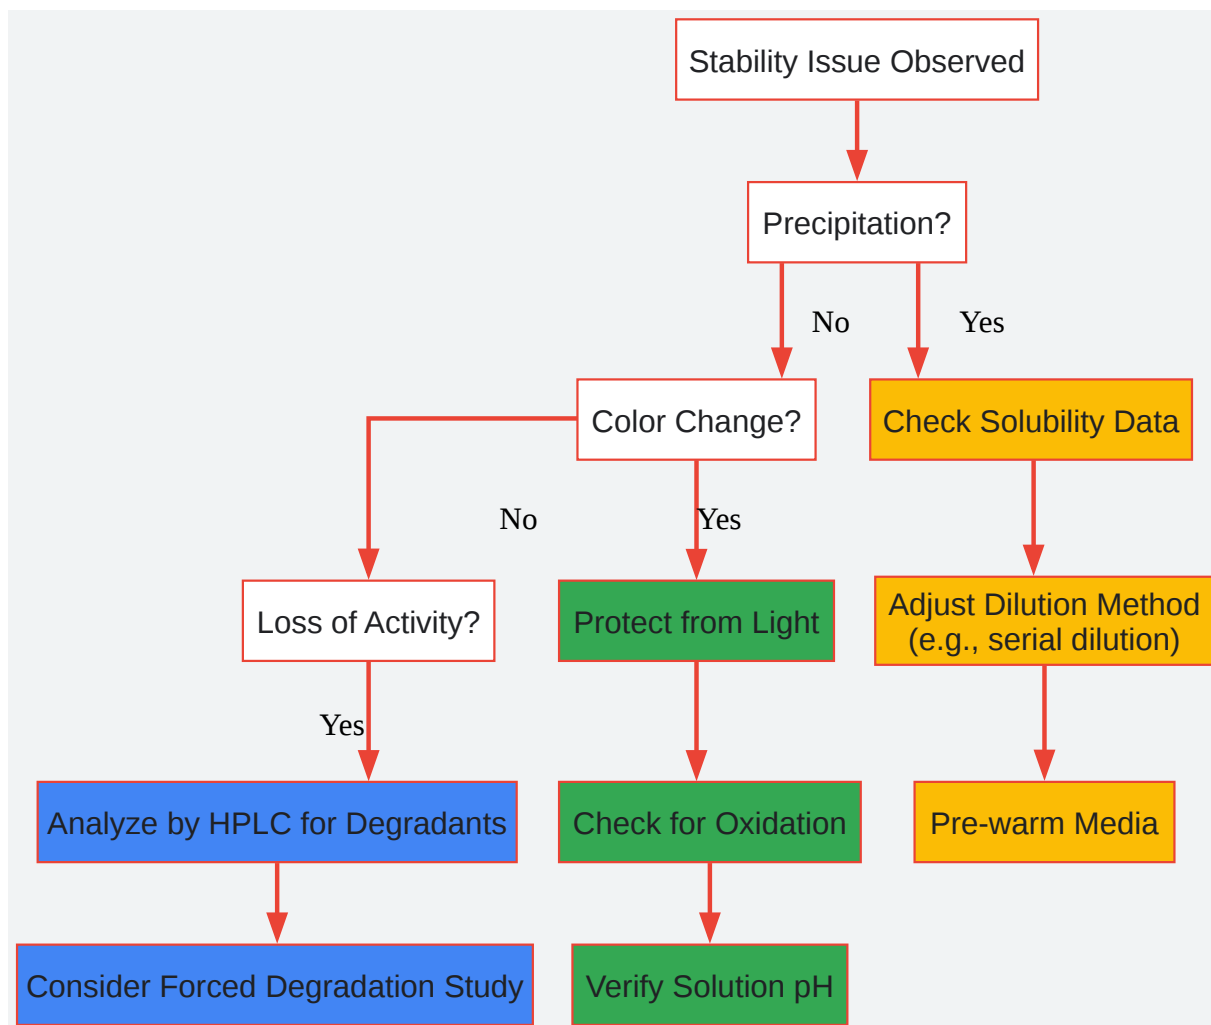 Stability Issue Observed
Precipitation?
No
Yes
Color Change?
Check Solubility Data
No
Yes
Loss of Activity?
Protect from Light
Adjust Dilution Method
(e.g., serial dilution)
Yes
Analyze by HPLC for Degradants
Check for Oxidation
Pre-warm Media
Consider Forced Degradation Study
Verify Solution pH